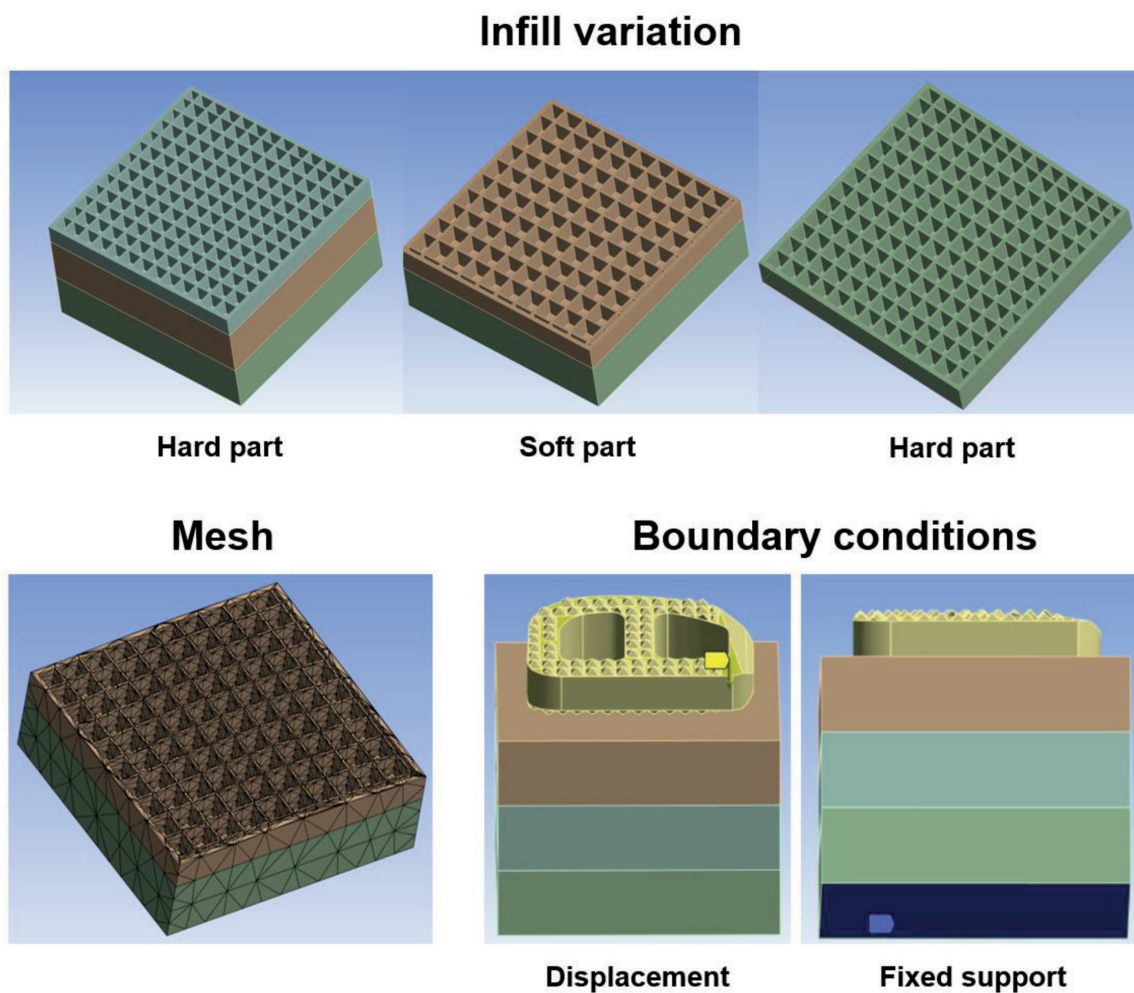 Infill variation
Hard part
Soft part
Hard part
Mesh
Boundary conditions
Displacement
Fixed support